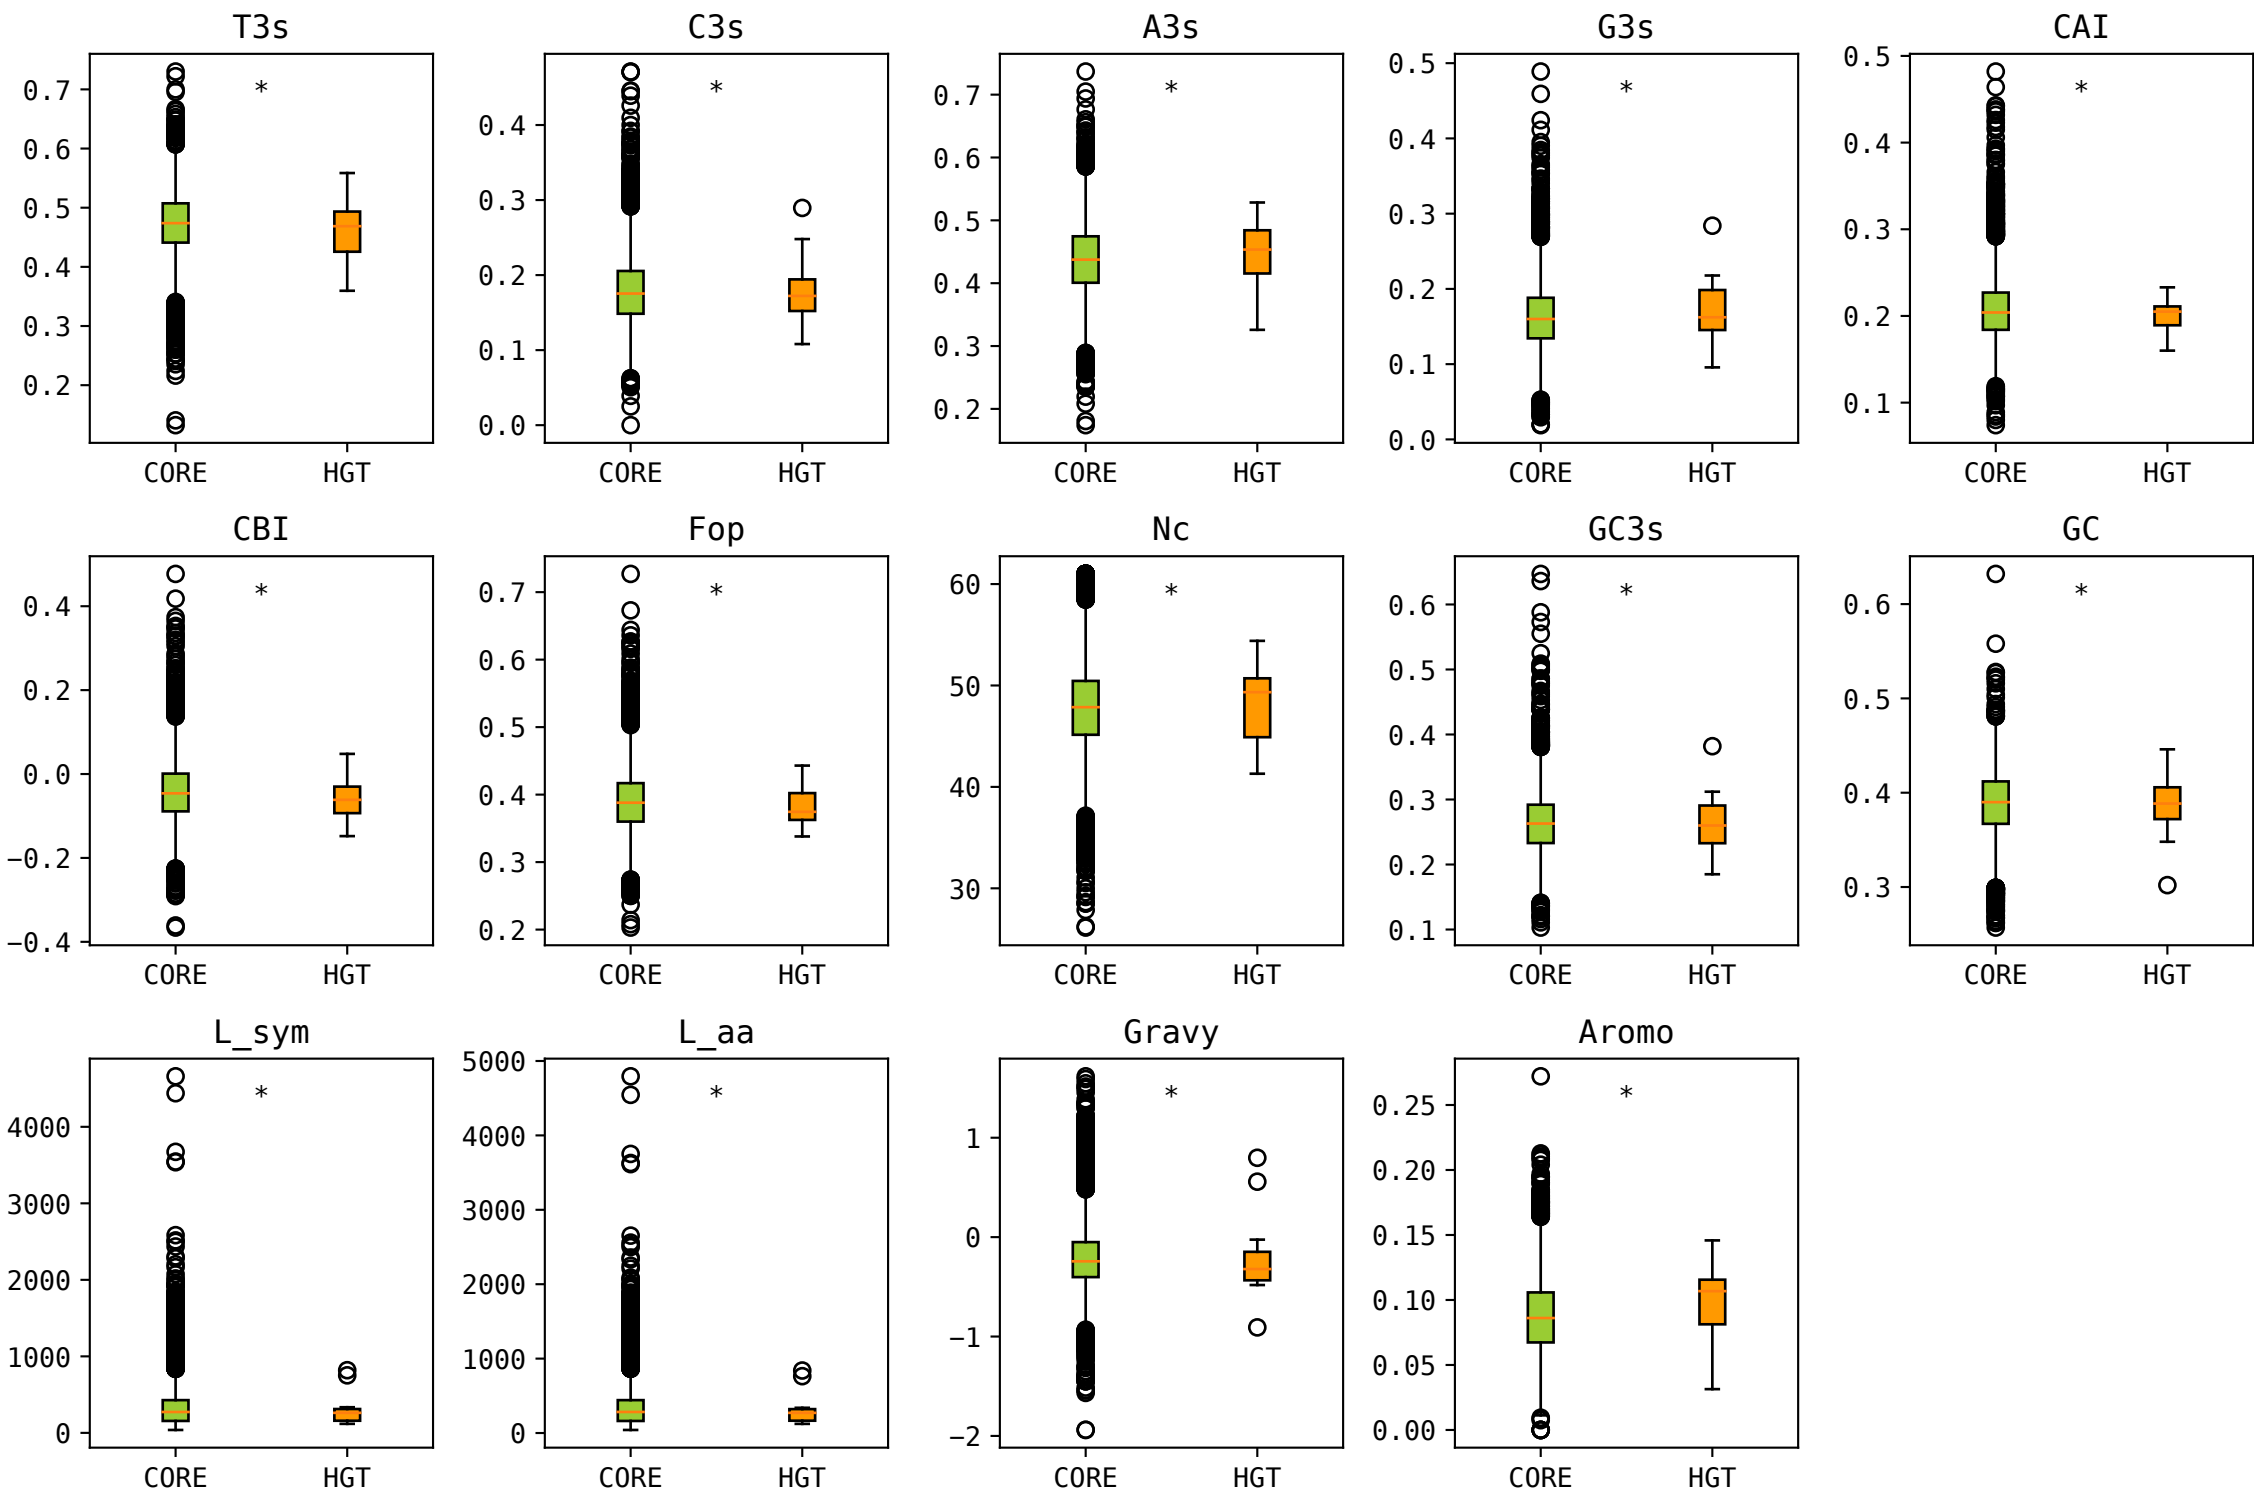 T3s C3s A3s G3s CAI
0.7 0.6 0.5 0.4 0.3 0.2
*
CORE HGT
0.4 0.3 0.2 0.1 0.0
*
CORE HGT
0.7 0.6 0.5 0.4 0.3 0.2
*
CORE HGT
0.5 0.4 0.3 0.2 0.1 0.0
*
CORE HGT
0.5 0.4 0.3 0.2 0.1
*
CORE HGT
CBI Fop Nc GC3s GC
0.4 0.2 0.0 −0.2 −0.4
*
CORE HGT
0.7 0.6 0.5 0.4 0.3 0.2
*
CORE HGT
60 50 40 30
*
CORE HGT
0.6 0.5 0.4 0.3 0.2 0.1
*
CORE HGT
0.6 0.5 0.4 0.3
*
CORE HGT
L_sym L_aa Gravy Aromo
4000 3000 2000 1000 0
*
CORE HGT
5000 4000 3000 2000 1000 0
*
CORE HGT
1 0 −1 −2
*
CORE HGT
0.25 0.20 0.15 0.10 0.05 0.00
*
CORE HGT